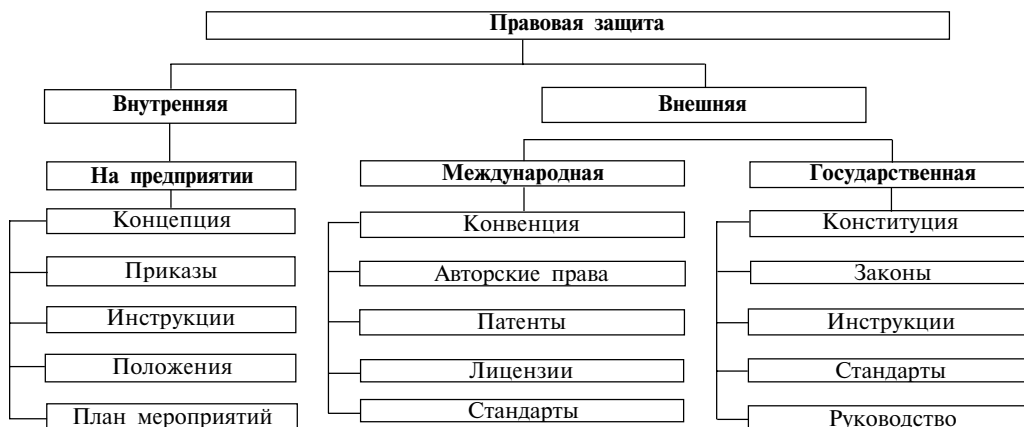 Правовая защита
Внутренняя
Внешняя
На предприятии
Международная
Государственная
Концепция
Конвенция
Конституция
Приказы
Авторские права
Законы
Инструкции
Патенты
Инструкции
Положения
Лицензии
Стандарты
План мероприятий
Стандарты
Руководство